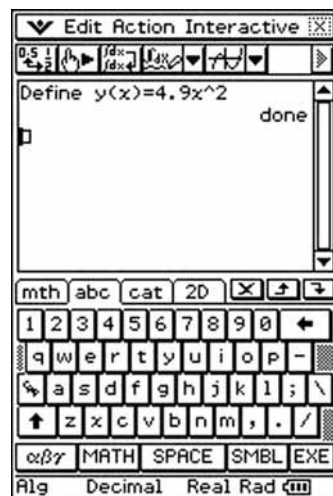 Edit Action Interactive
Define y(x)=4.9x^2
done
mth abc cat 2D
1 2 3 4 5 6 7 8 9 0
q w e r t y u i o p -
a s d f g h j k l ; \
z x c v b n m , . /
αβγ MATH SPACE SMBL EXE
Alg Decimal Real Rad